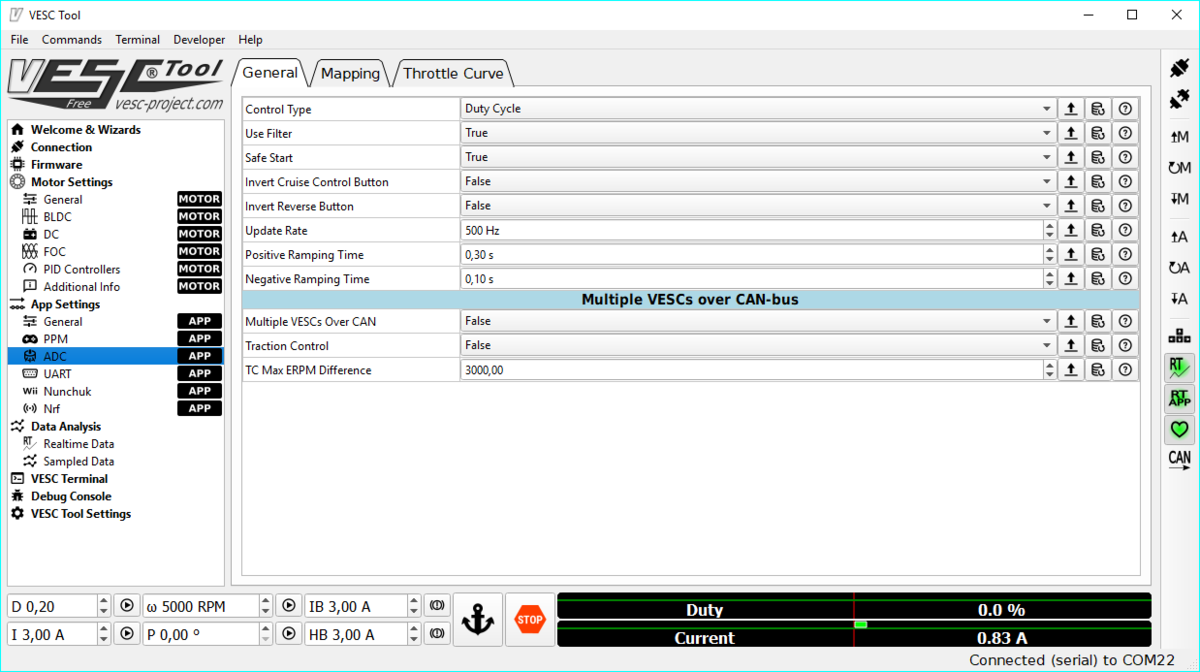 VESC Tool
File Commands Terminal Developer Help
VESC® Tool
Free vesc-project.com
General Mapping Throttle Curve
Welcome & Wizards
Connection
Firmware
Motor Settings
General MOTOR
BLDC MOTOR
DC MOTOR
FOC MOTOR
PID Controllers MOTOR
Additional Info MOTOR
App Settings
General APP
PPM APP
ADC APP
UART APP
Wii Nunchuk APP
Nrf APP
Data Analysis
RT Realtime Data
Sampled Data
VESC Terminal
Debug Console
VESC Tool Settings
Control Type Duty Cycle
Use Filter True
Safe Start True
Invert Cruise Control Button False
Invert Reverse Button False
Update Rate 500 Hz
Positive Ramping Time 0,30 s
Negative Ramping Time 0,10 s
Multiple VESCs over CAN-bus
Multiple VESCs Over CAN False
Traction Control False
TC Max ERPM Difference 3000,00
M
M
M
A
A
A
RT
RT
APP
CAN
D 0,20 ω 5000 RPM IB 3,00 A
I 3,00 A P 0,00 ° HB 3,00 A
STOP
Duty 0.0 %
Current 0.83 A
Connected (serial) to COM22